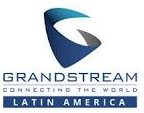 GRANDSTREAM
CONNECTING THE WORLD
LATIN AMERICA